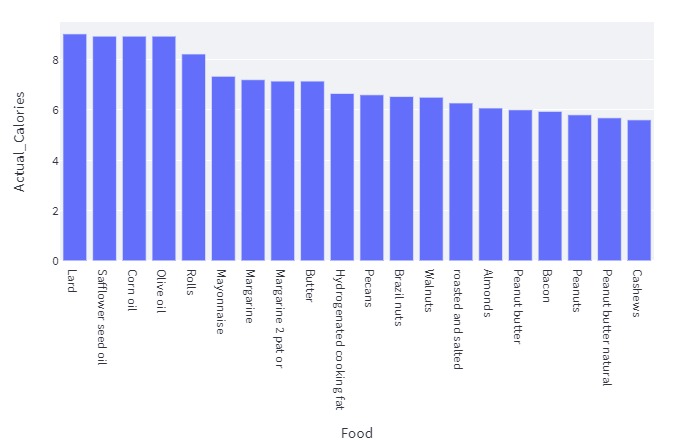 Actual_Calories
8
6
4
2
0
Lard
Safflower seed oil
Corn oil
Olive oil
Rolls
Mayonnaise
Margarine
Margarine 2 pat or
Butter
Hydrogenated cooking fat
Pecans
Brazil nuts
Walnuts
roasted and salted
Almonds
Peanut butter
Bacon
Peanuts
Peanut butter natural
Cashews
Food